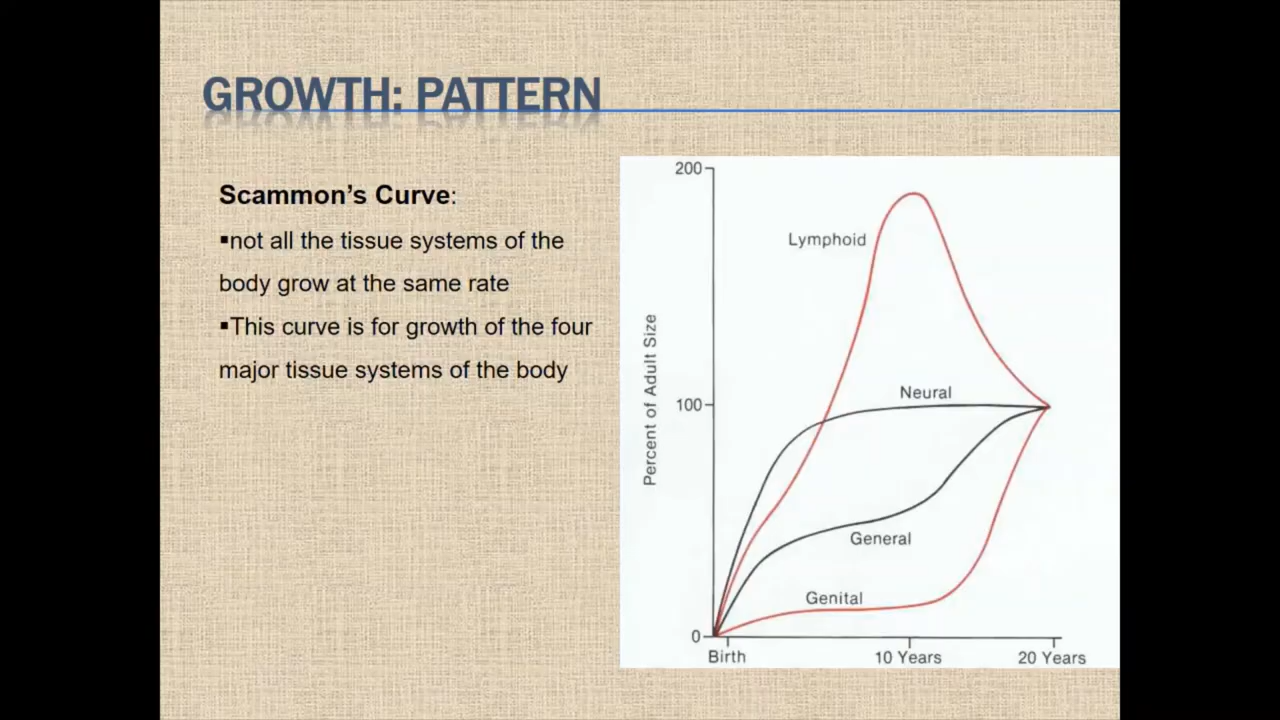 GROWTH: PATTERN
Scammon's Curve:
▪not all the tissue systems of the
body grow at the same rate
▪This curve is for growth of the four
major tissue systems of the body
200
Lymphoid
Percent of Adult Size
Neural
100
General
Genital
0
Birth
10 Years
20 Years